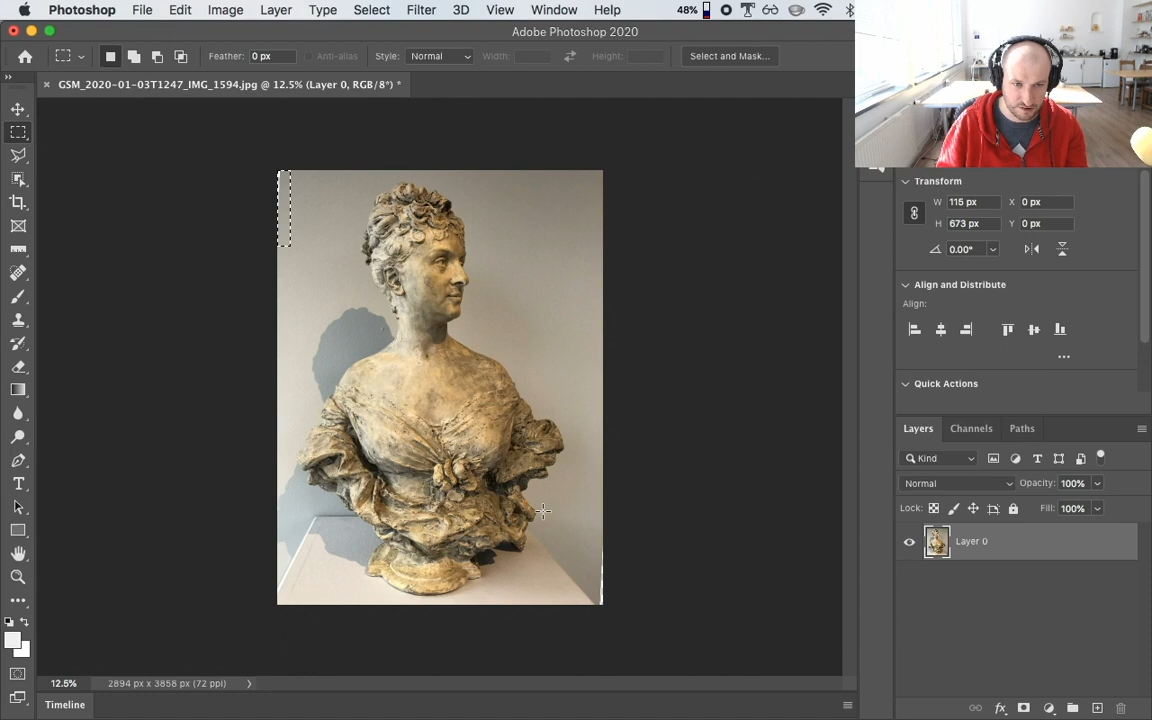 Photoshop File Edit Image Layer Type Select Filter 3D View Window Help 48%
Adobe Photoshop 2020
Feather: 0 px Anti-alias Style: Normal Width: Height: Select and Mask...
GSM_2020-01-03T1247_IMG_1594.jpg @ 12.5% (Layer 0, RGB/8*) *
Transform
W 115 px X 0 px
H 673 px Y 0 px
0.00°
Align and Distribute
Align:
Quick Actions
Layers Channels Paths
Kind
Normal Opacity: 100%
Lock: Fill: 100%
Layer 0
12.5% 2894 px x 3858 px (72 ppi)
Timeline